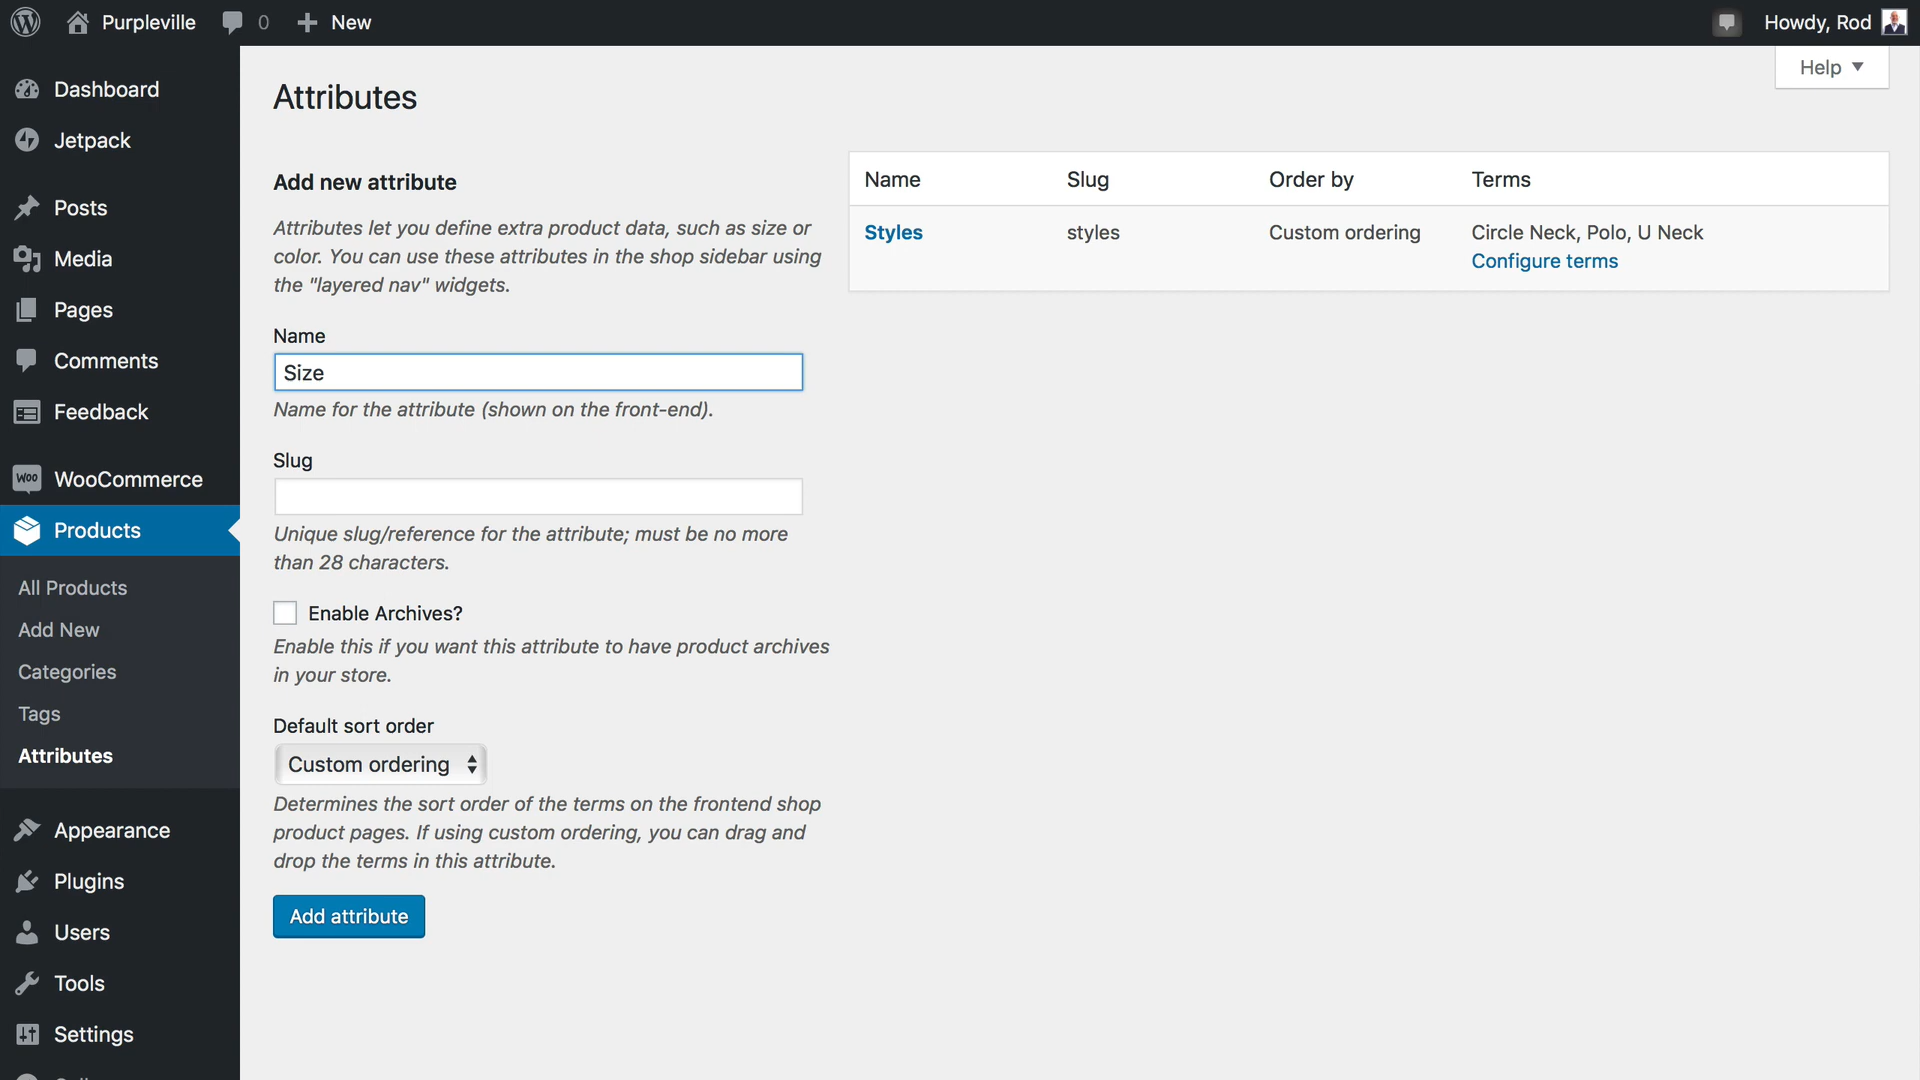 Purpleville
0
New
Howdy, Rod
Help
Dashboard
Jetpack
Posts
Media
Pages
Comments
Feedback
Woo
WooCommerce
Products
All Products
Add New
Categories
Tags
Attributes
Appearance
Plugins
Users
Tools
Settings
Attributes
Add new attribute
Attributes let you define extra product data, such as size or
color. You can use these attributes in the shop sidebar using
the "layered nav" widgets.
Name
Size
Name for the attribute (shown on the front-end).
Slug
Unique slug/reference for the attribute; must be no more
than 28 characters.
Enable Archives?
Enable this if you want this attribute to have product archives
in your store.
Default sort order
Custom ordering
Determines the sort order of the terms on the frontend shop
product pages. If using custom ordering, you can drag and
drop the terms in this attribute.
Add attribute
Name Slug Order by Terms
Styles styles Custom ordering Circle Neck, Polo, U Neck
Configure terms